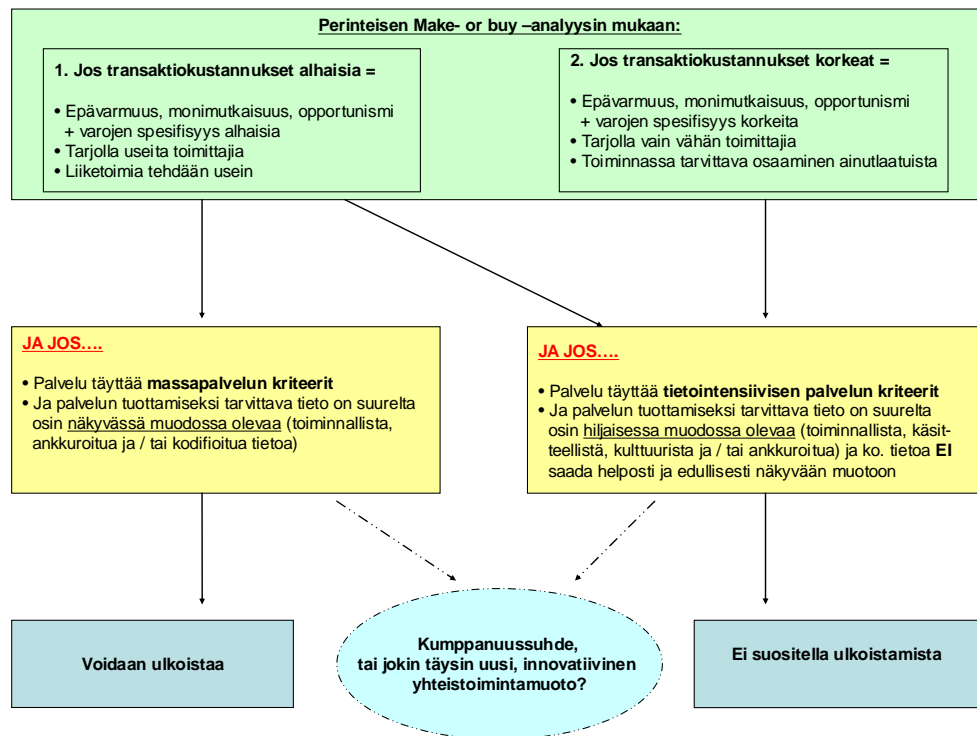 Perinteisen Make- or buy –analyysin mukaan:
1. Jos transaktiokustannukset alhaisia =
• Epävarmuus, monimutkaisuus, opportunismi
+ varojen spesifisyys alhaisia
• Tarjolla useita toimittajia
• Liiketoimia tehdään usein
2. Jos transaktiokustannukset korkeat =
• Epävarmuus, monimutkaisuus, opportunismi
+ varojen spesifisyys korkeita
• Tarjolla vain vähän toimittajia
• Toiminnassa tarvittava osaaminen ainutlaatuista
JA JOS….
• Palvelu täyttää massapalvelun kriteerit
• Ja palvelun tuottamiseksi tarvittava tieto on suurelta
osin näkyvässä muodossa olevaa (toiminnallista,
ankkuroitua ja / tai kodifioitua tietoa)
JA JOS….
• Palvelu täyttää tietointensiivisen palvelun kriteerit
• Ja palvelun tuottamiseksi tarvittava tieto on suurelta
osin hiljaisessa muodossa olevaa (toiminnallista, käsit-
teellistä, kulttuurista ja / tai ankkuroitua) ja ko. tietoa EI
saada helposti ja edullisesti näkyvään muotoon
Voidaan ulkoistaa
Kumppanuussuhde,
tai jokin täysin uusi, innovatiivinen
yhteistoimintamuoto?
Ei suositella ulkoistamista